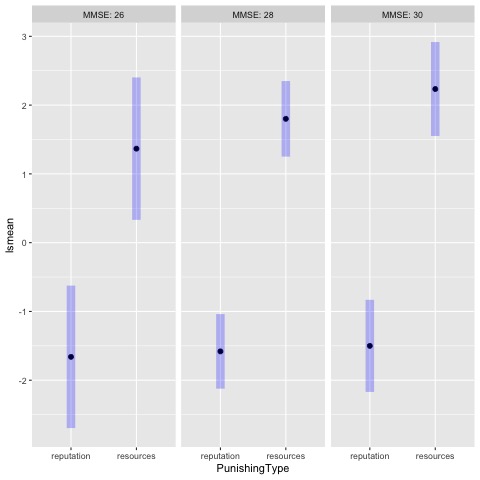 MMSE: 26 MMSE: 28 MMSE: 30
3
2
1
0
-1
-2
lsmean
reputation resources reputation resources reputation resources
PunishingType